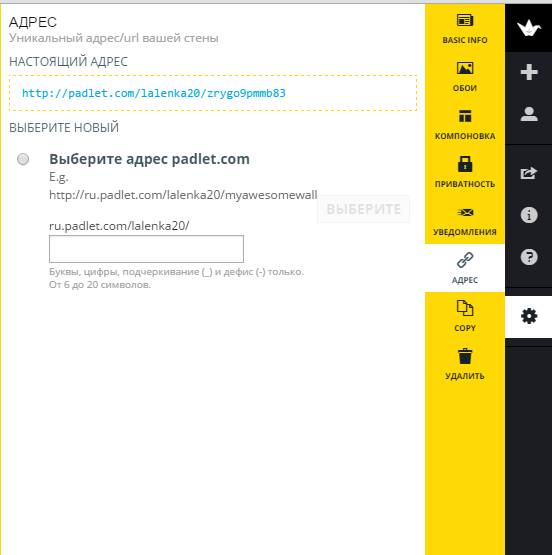 АДРЕС
Уникальный адрес/url вашей стены
НАСТОЯЩИЙ АДРЕС
http://padlet.com/lalenka20/zrygo9pmmb83
ВЫБЕРИТЕ НОВЫЙ
Выберите адрес padlet.com
E.g.
http://ru.padlet.com/lalenka20/myawesomewall
ВЫБЕРИТЕ
ru.padlet.com/lalenka20/
Буквы, цифры, подчеркивание (_) и дефис (-) только.
От 6 до 20 символов.
BASIC INFO
ОБОИ
КОМПОНОВКА
ПРИВАТНОСТЬ
УВЕДОМЛЕНИЯ
АДРЕС
COPY
УДАЛИТЬ